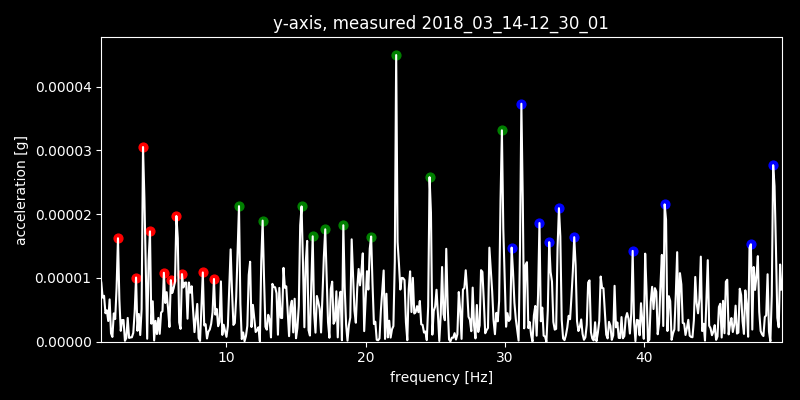 y-axis, measured 2018_03_14-12_30_01
acceleration [g]
0.00004
0.00003
0.00002
0.00001
0.00000
10 20 30 40
frequency [Hz]